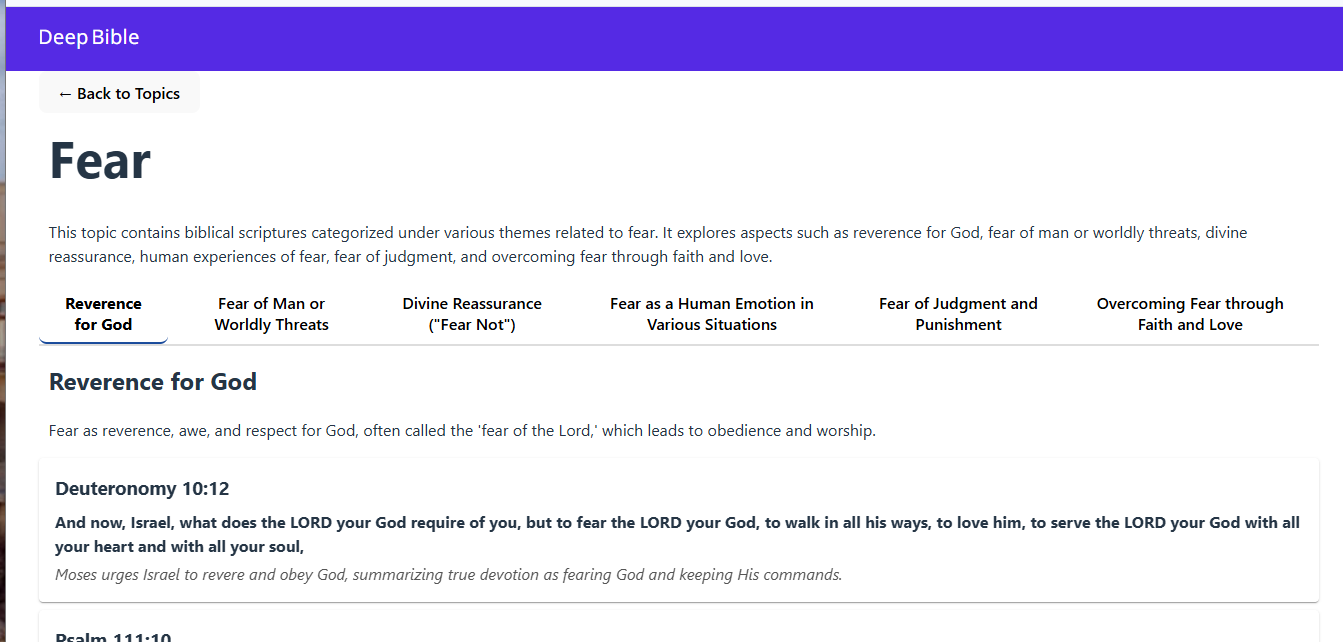 Deep Bible
← Back to Topics
Fear
This topic contains biblical scriptures categorized under various themes related to fear. It explores aspects such as reverence for God, fear of man or worldly threats, divine
reassurance, human experiences of fear, fear of judgment, and overcoming fear through faith and love.
Reverence
for God
Fear of Man or
Worldly Threats
Divine Reassurance
("Fear Not")
Fear as a Human Emotion in
Various Situations
Fear of Judgment and
Punishment
Overcoming Fear through
Faith and Love
Reverence for God
Fear as reverence, awe, and respect for God, often called the 'fear of the Lord,' which leads to obedience and worship.
Deuteronomy 10:12
And now, Israel, what does the LORD your God require of you, but to fear the LORD your God, to walk in all his ways, to love him, to serve the LORD your God with all
your heart and with all your soul,
Moses urges Israel to revere and obey God, summarizing true devotion as fearing God and keeping His commands.
Psalm 111:10